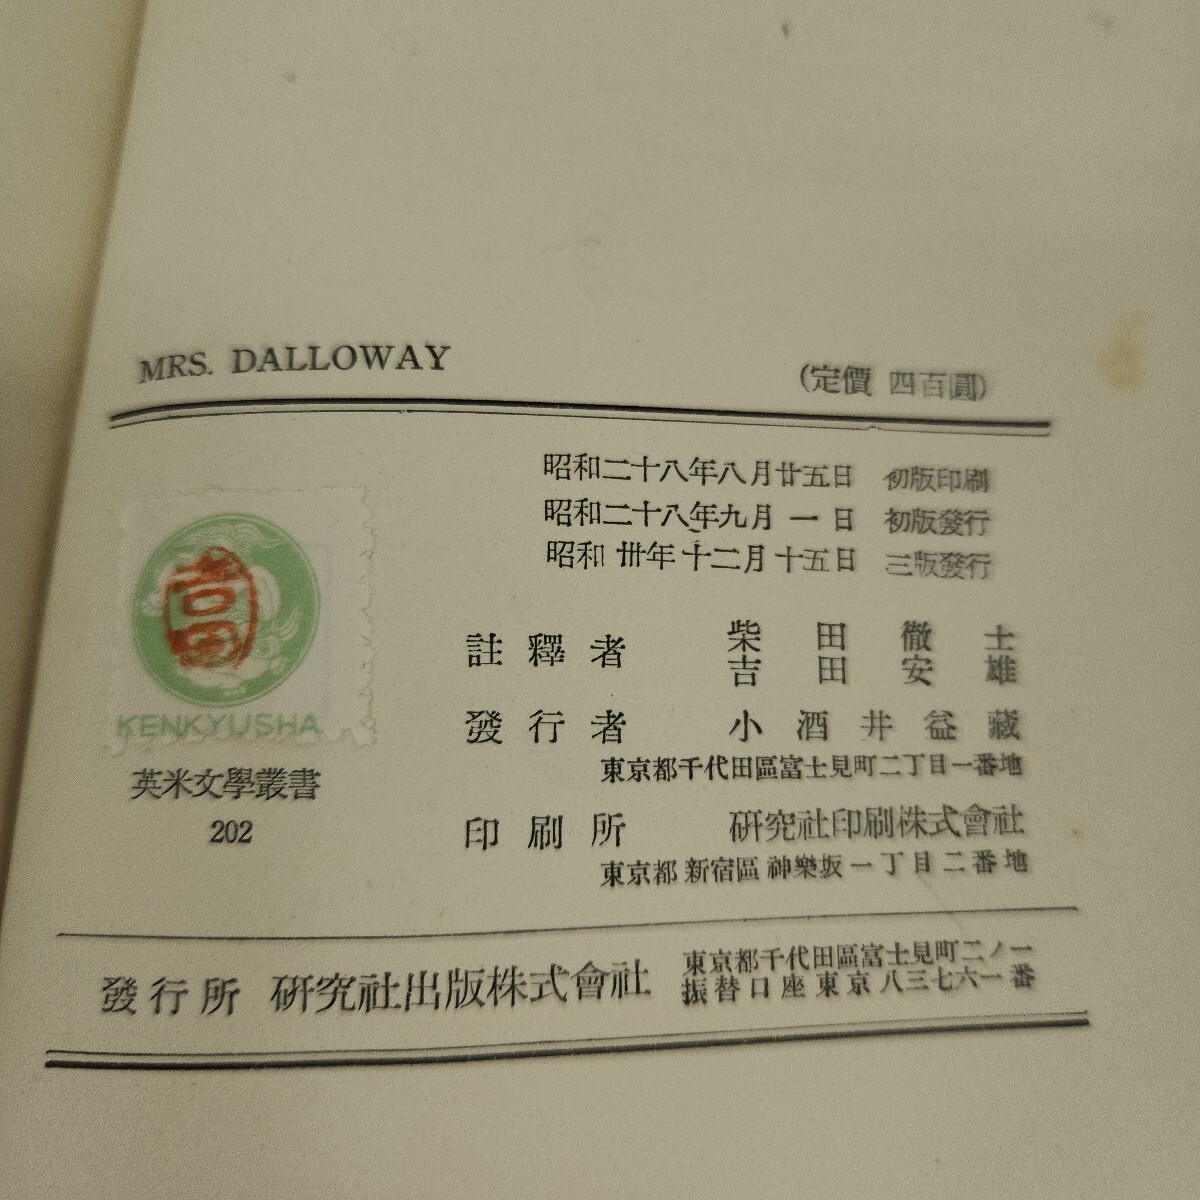 MRS. DALLOWAY
(定價 四百圓)
昭和二十八年八月廿五日 初版印刷
昭和二十八年九月一日 初版發行
昭和卅年十二月十五日 三版發行
註釋者 柴田徹士
吉田安雄
發行者 小酒井益藏
東京都千代田區富士見町二丁目一番地
印刷所 研究社印刷株式會社
東京都新宿區神樂坂一丁目二番地
吉田
KENKYUSHA
英米文學叢書
202
發行所 研究社出版株式會社
東京都千代田區富士見町二ノ一
振替口座東京八三七六一番